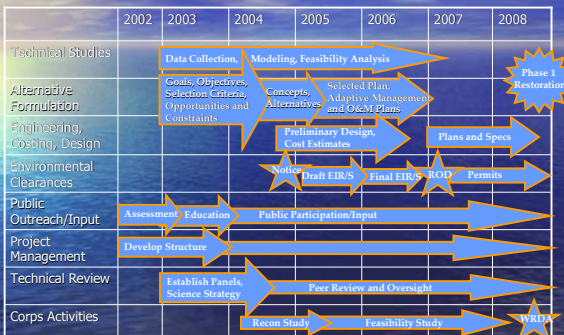 2002 2003 2004 2005 2006 2007 2008
Technical Studies
Data Collection, Modeling, Feasibility Analysis
Phase 1
Restoration
Alternative
Formulation
Goals, Objectives,
Selection Criteria,
Opportunities and
Constraints
Concepts,
Alternatives
Selected Plan,
Adaptive Management
and O&M Plans
Engineering,
Costing, Design
Preliminary Design,
Cost Estimates
Plans and Specs
Environmental
Clearances
Notice
Draft EIR/S
Final EIR/S
ROD
Permits
Public
Outreach/Input
Assessment
Education
Public Participation/Input
Project
Management
Develop Structure
Technical Review
Establish Panels,
Science Strategy
Peer Review and Oversight
Corps Activities
Recon Study
Feasibility Study
WRDA